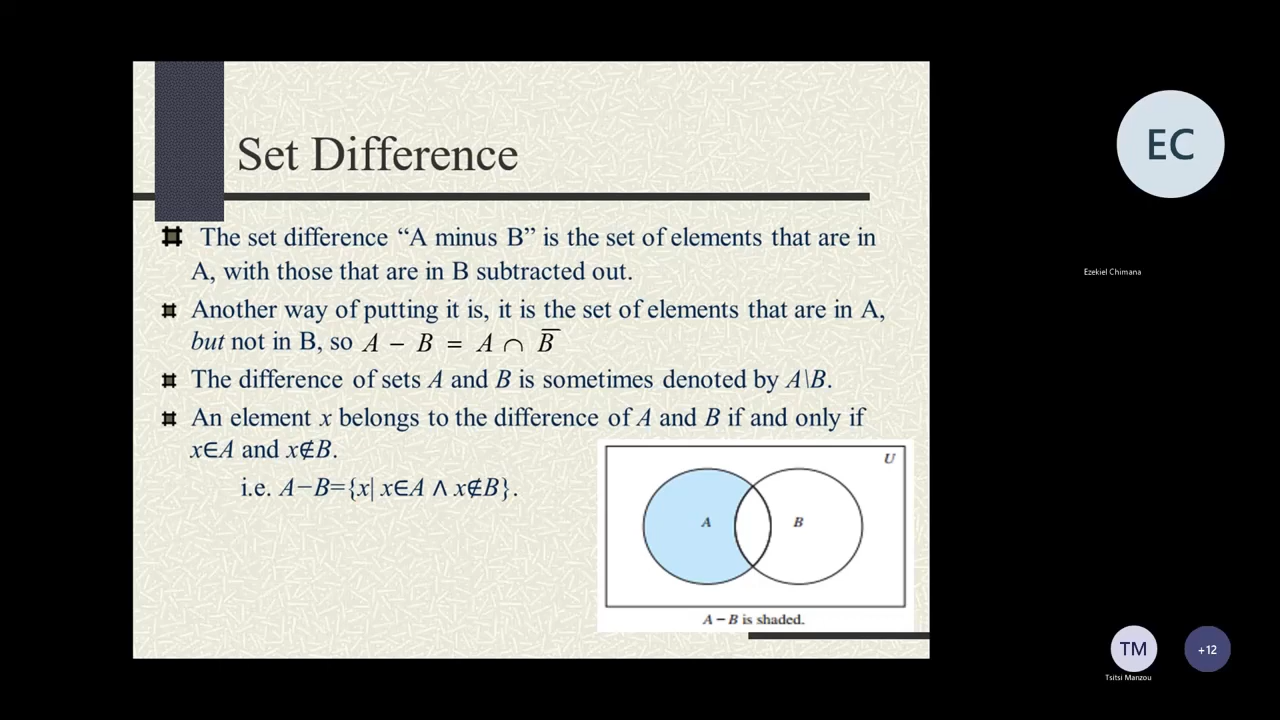 Set Difference
The set difference “A minus B” is the set of elements that are in
A, with those that are in B subtracted out.
Another way of putting it is, it is the set of elements that are in A,
but not in B, so A − B = A ∩ B̅
The difference of sets A and B is sometimes denoted by A\B.
An element x belongs to the difference of A and B if and only if
x∈A and x∉B.
i.e. A−B={x| x∈A ∧ x∉B}.
U
A
B
A − B is shaded.
EC
Ezekiel Chimana
TM
+12
Tsitsi Manzou